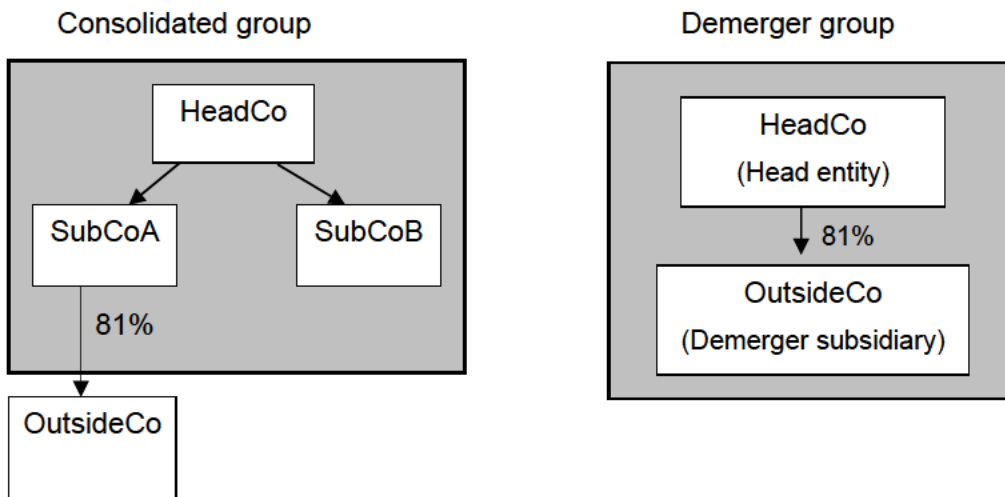 Consolidated group
HeadCo
SubCoA
SubCoB
81%
OutsideCo
Demerger group
HeadCo
(Head entity)
81%
OutsideCo
(Demerger subsidiary)